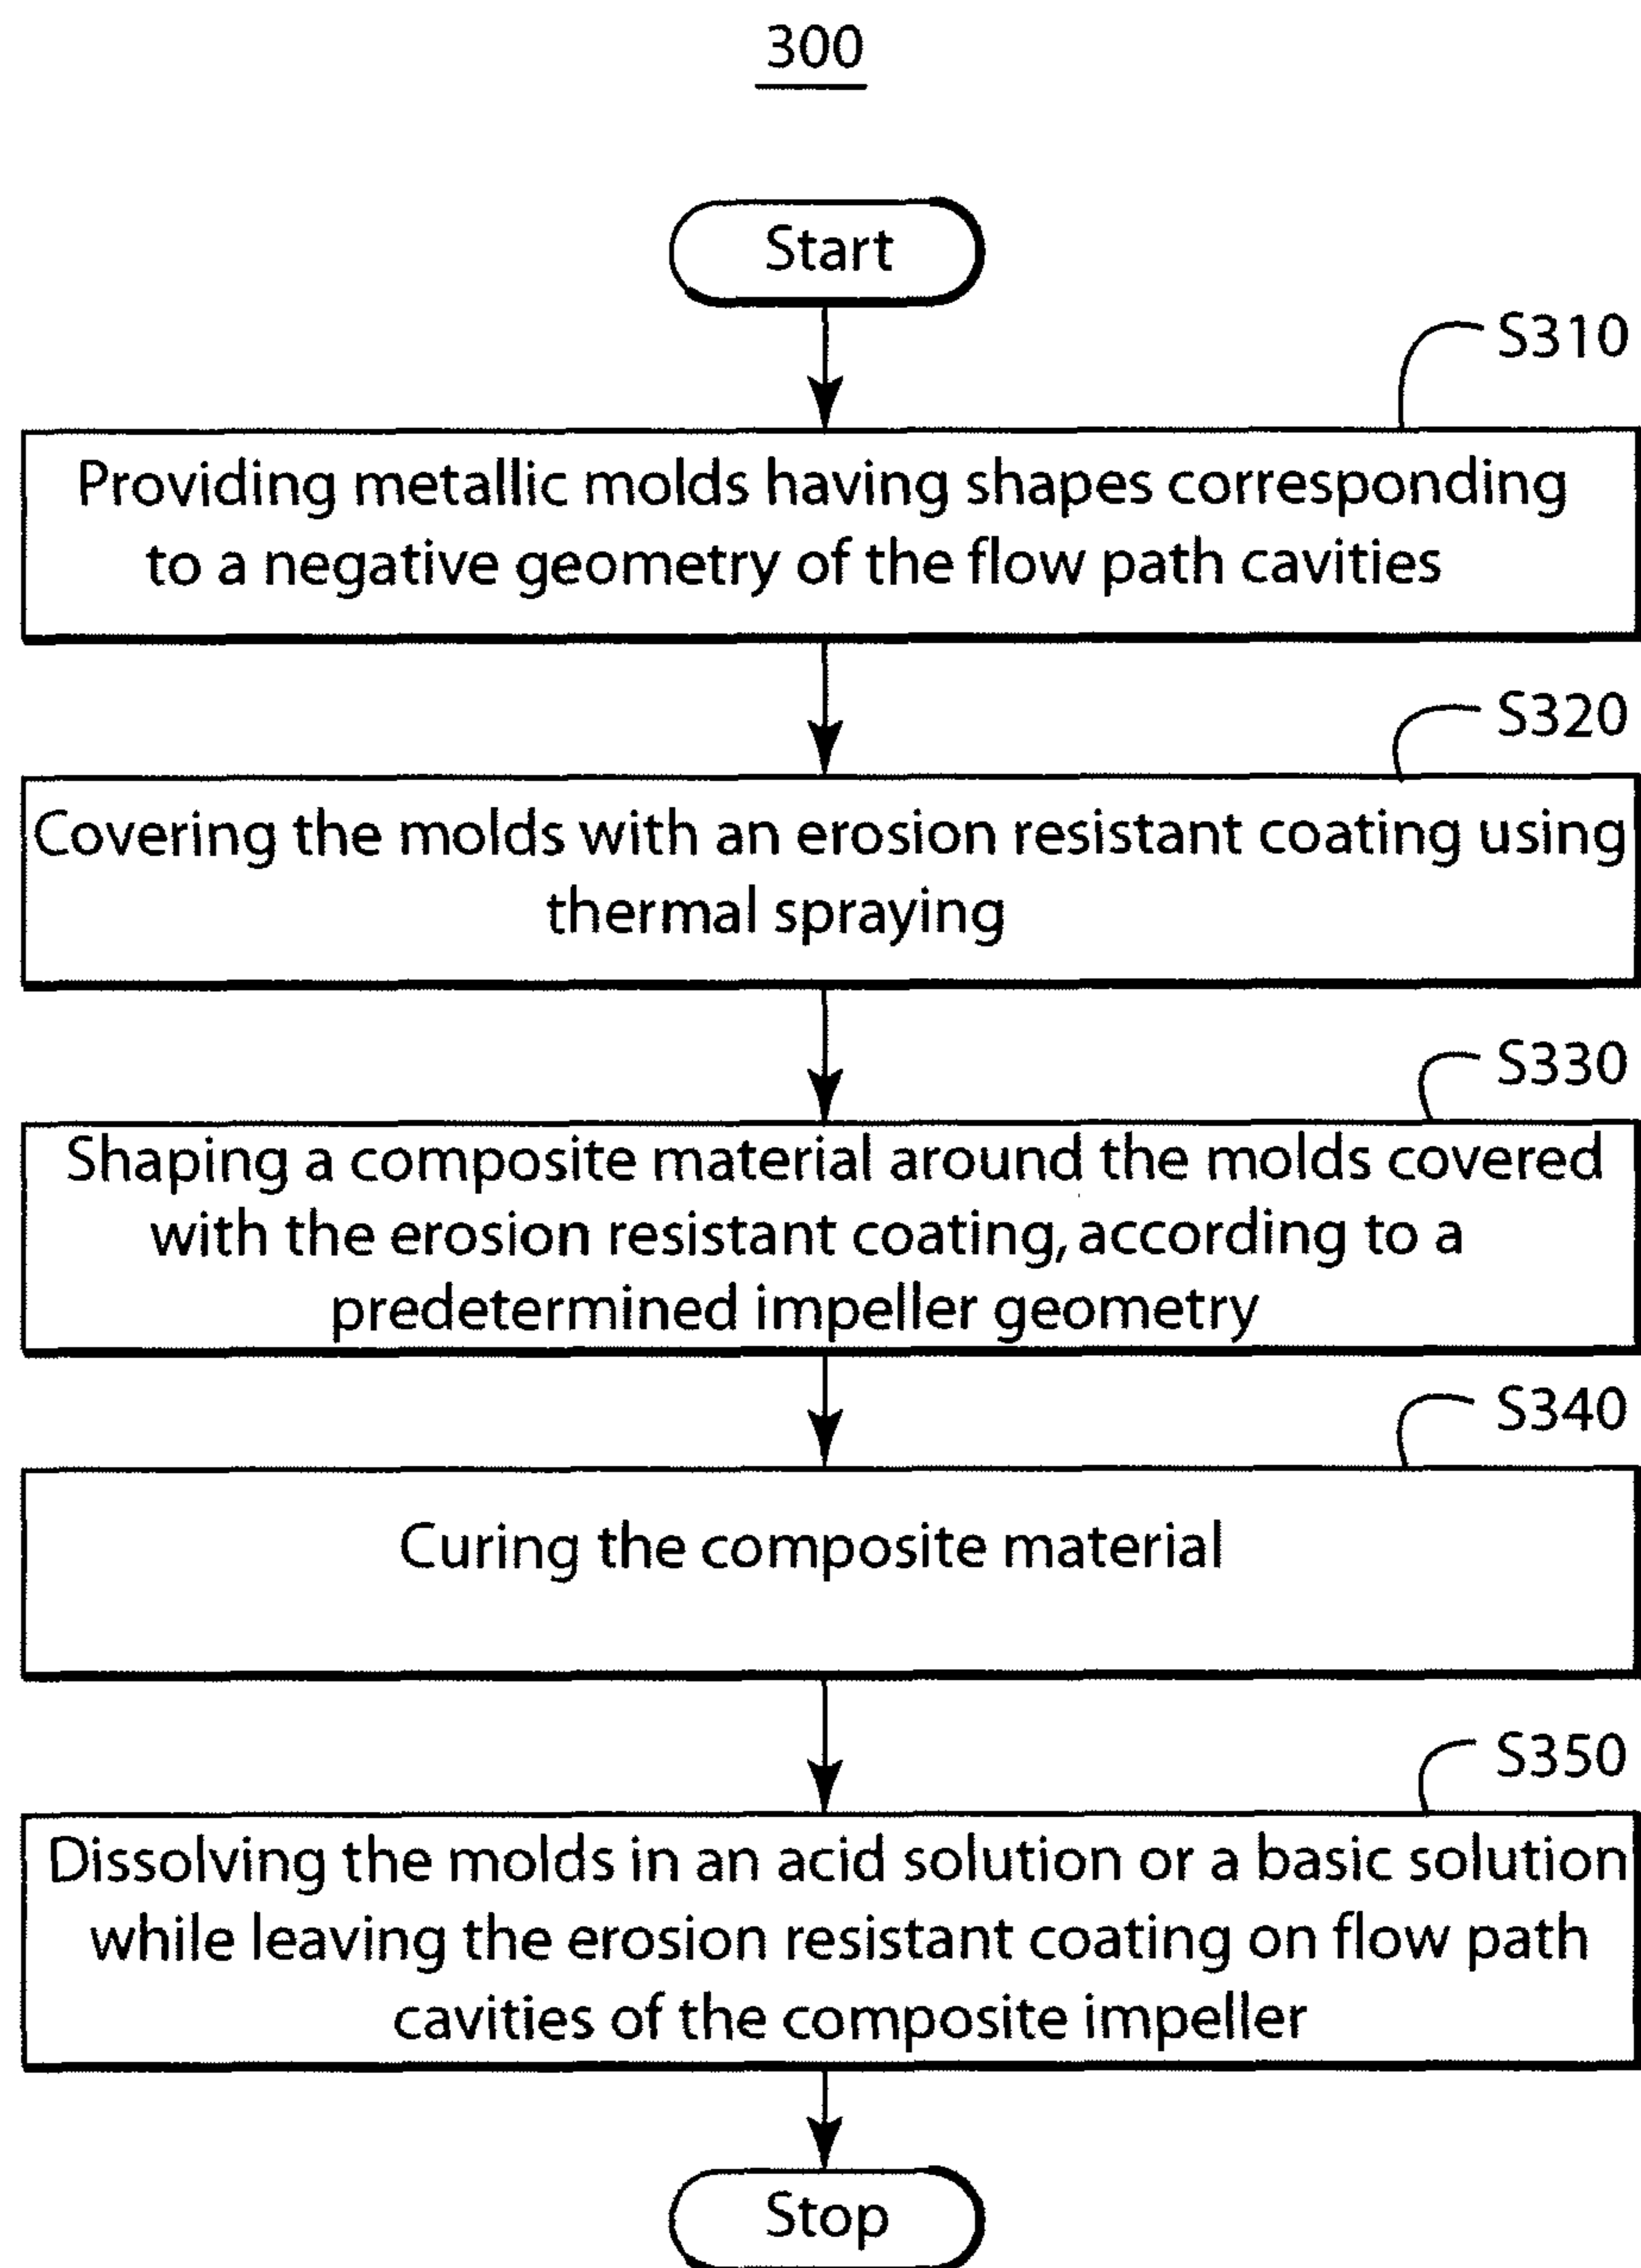 300
Start
S310
Providing metallic molds having shapes corresponding
to a negative geometry of the flow path cavities
S320
Covering the molds with an erosion resistant coating using
thermal spraying
S330
Shaping a composite material around the molds covered
with the erosion resistant coating, according to a
predetermined impeller geometry
S340
Curing the composite material
S350
Dissolving the molds in an acid solution or a basic solution
while leaving the erosion resistant coating on flow path
cavities of the composite impeller
Stop